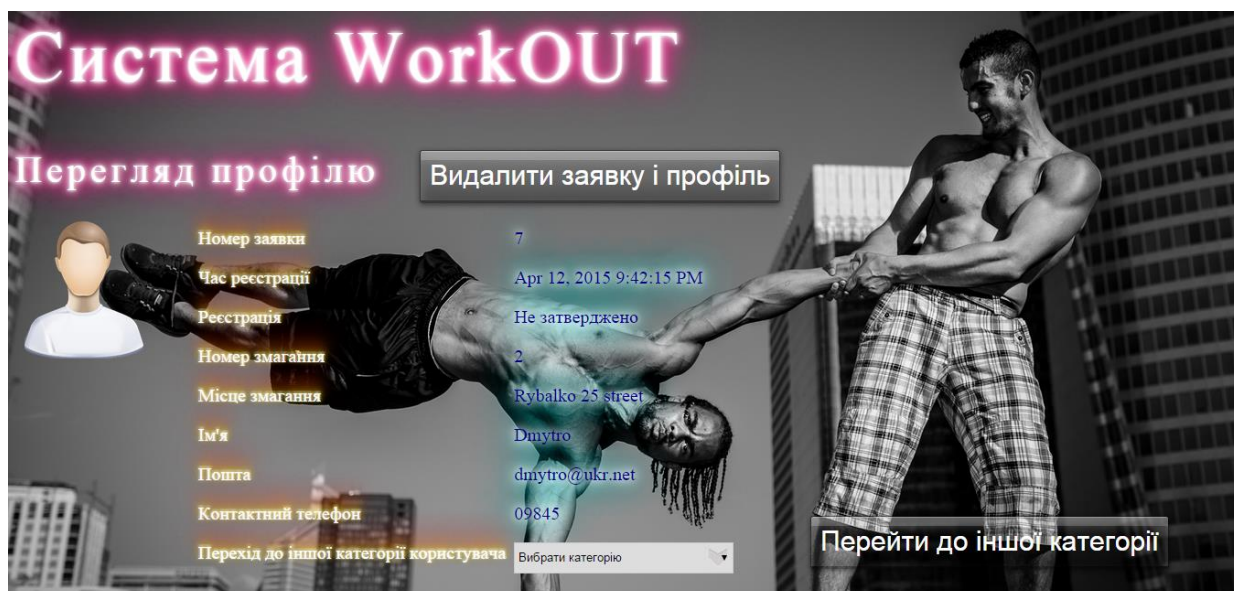 Система WorkOUT
Перегляд профілю
Видалити заявку і профіль
Номер заявки 7
Час реєстрації Apr 12, 2015 9:42:15 PM
Реєстрація Не затверджено
Номер змагання 2
Місце змагання Rybalko 25 street
Ім'я Dmytro
Пошта dmytro@ukr.net
Контактний телефон 09845
Перехід до іншої категорії користувача Вибрати категорію
Перейти до іншої категорії